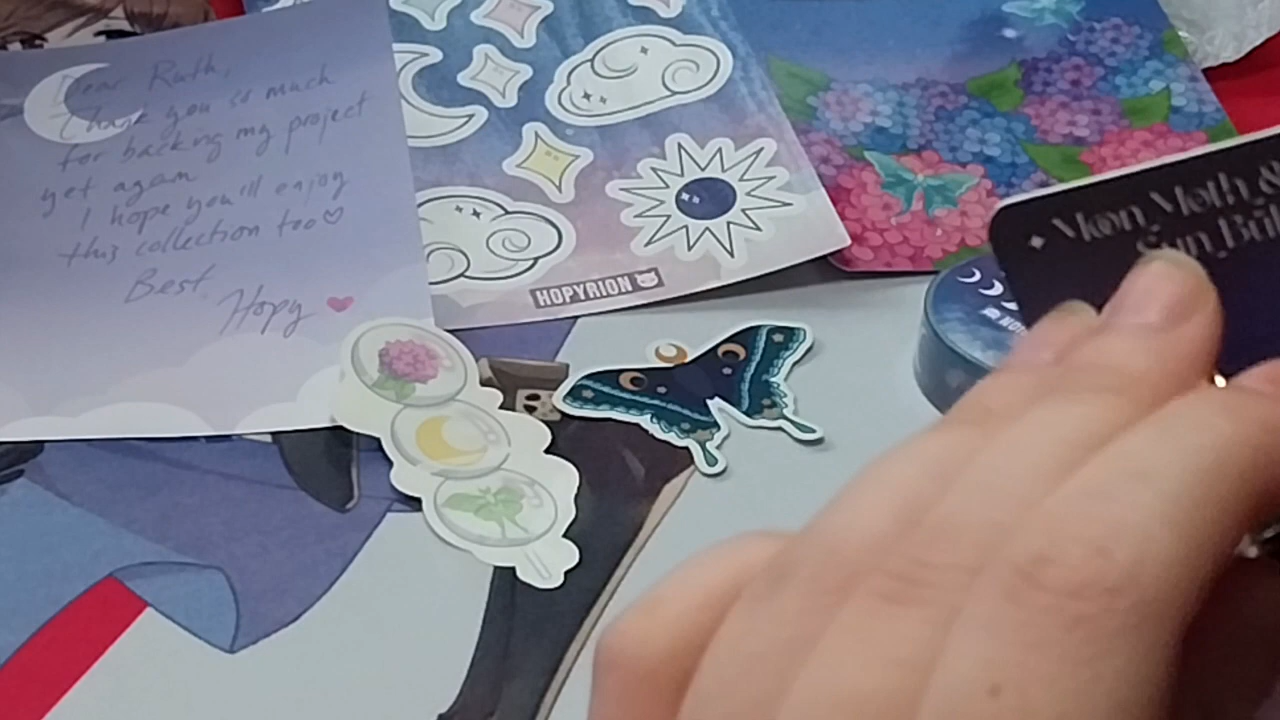 Dear Ruth,
Thank you so much
for backing my project
yet again
I hope you'll enjoy
this collection too♡
Best,
Hopy
HOPYRION
Moon Moth &
Sun